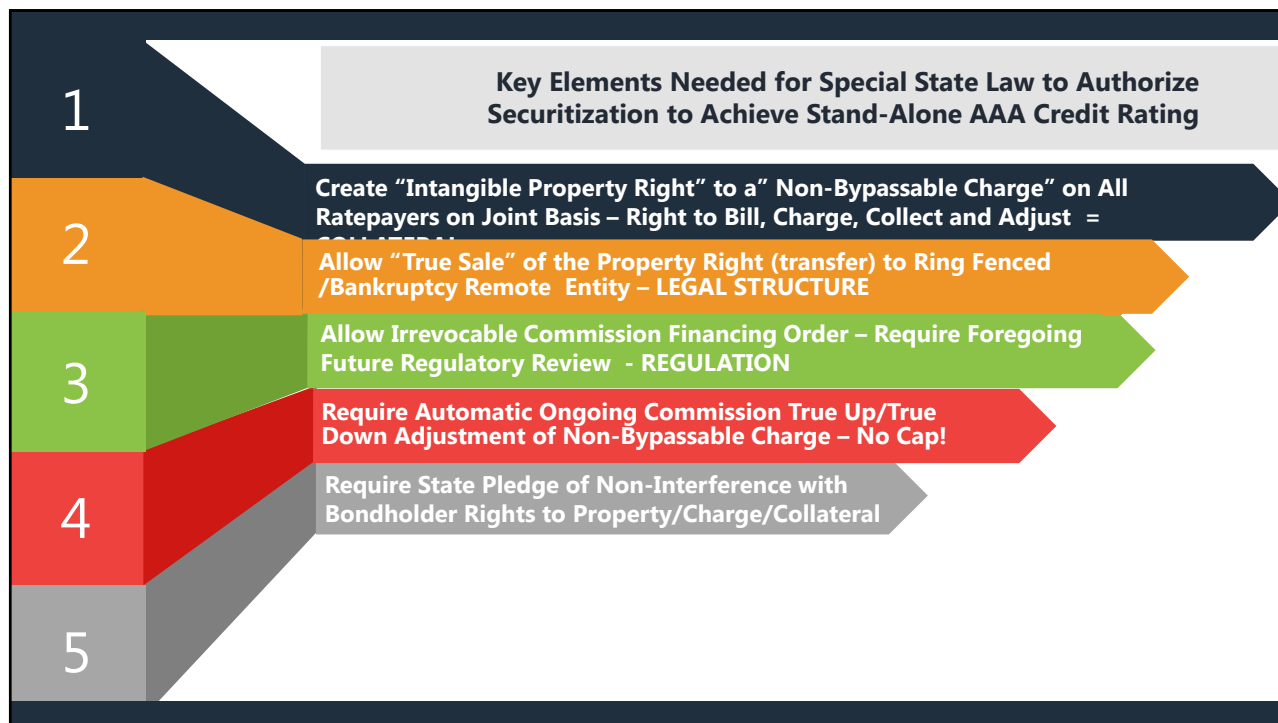 Key Elements Needed for Special State Law to Authorize
Securitization to Achieve Stand-Alone AAA Credit Rating
1
Create “Intangible Property Right” to a” Non-Bypassable Charge” on All
Ratepayers on Joint Basis – Right to Bill, Charge, Collect and Adjust =
2
Allow “True Sale” of the Property Right (transfer) to Ring Fenced
/Bankruptcy Remote Entity – LEGAL STRUCTURE
3
Allow Irrevocable Commission Financing Order – Require Foregoing
Future Regulatory Review - REGULATION
4
Require Automatic Ongoing Commission True Up/True
Down Adjustment of Non-Bypassable Charge – No Cap!
5
Require State Pledge of Non-Interference with
Bondholder Rights to Property/Charge/Collateral